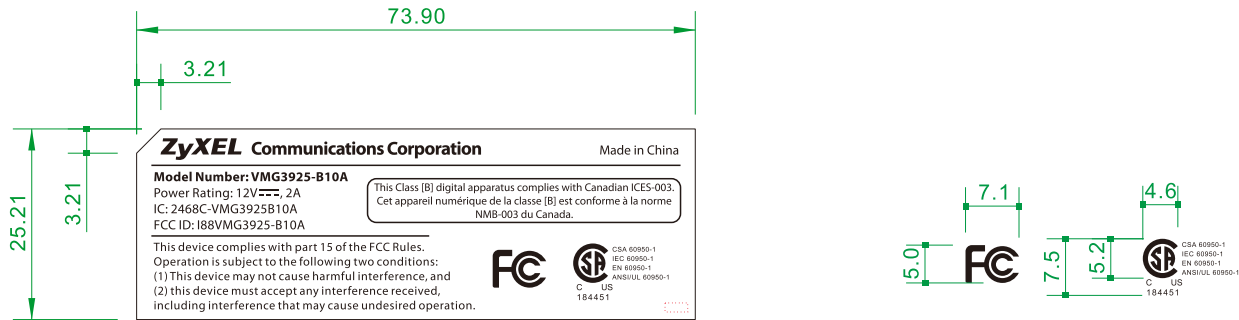 73.90
3.21
3.21
25.21
ZyXEL Communications Corporation Made in China
Model Number: VMG3925-B10A
Power Rating: 12V⎓, 2A
IC: 2468C-VMG3925B10A
FCC ID: I88VMG3925-B10A
This Class [B] digital apparatus complies with Canadian ICES-003.
Cet appareil numérique de la classe [B] est conforme à la norme
NMB-003 du Canada.
This device complies with part 15 of the FCC Rules.
Operation is subject to the following two conditions:
(1) This device may not cause harmful interference, and
(2) this device must accept any interference received,
including interference that may cause undesired operation.
FC
SA
C US
184451
CSA 60950-1
IEC 60950-1
EN 60950-1
ANSI/UL 60950-1
7.1
5.0
FC
4.6
7.5
5.2
SA
C US
184451
CSA 60950-1
IEC 60950-1
EN 60950-1
ANSI/UL 60950-1